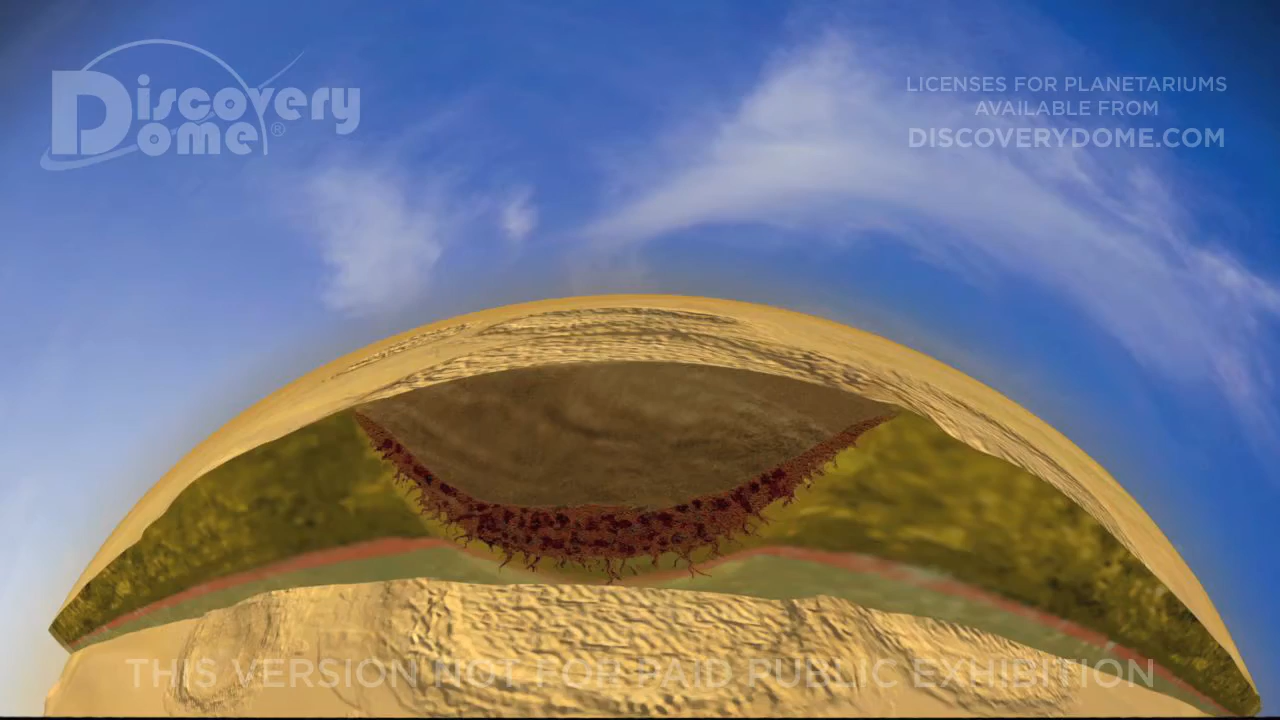 Discovery
Dome®
LICENSES FOR PLANETARIUMS
AVAILABLE FROM
DISCOVERYDOME.COM
THIS VERSION NOT FOR PAID PUBLIC EXHIBITION